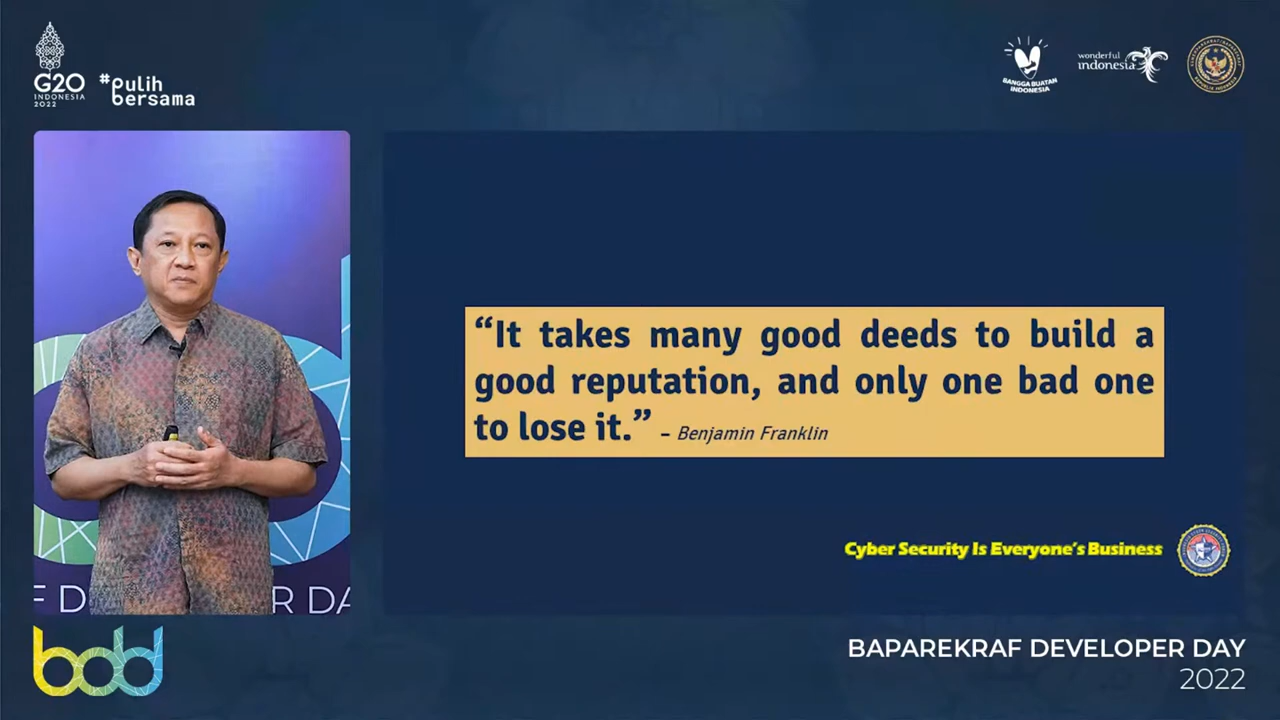 G20
INDONESIA
2022
#pulih
bersama
BANGGA BUATAN
INDONESIA
wonderful
indonesia
“It takes many good deeds to build a
good reputation, and only one bad one
to lose it.” – Benjamin Franklin
Cyber Security Is Everyone's Business
F D
R DA
bdd
BAPAREKRAF DEVELOPER DAY
2022